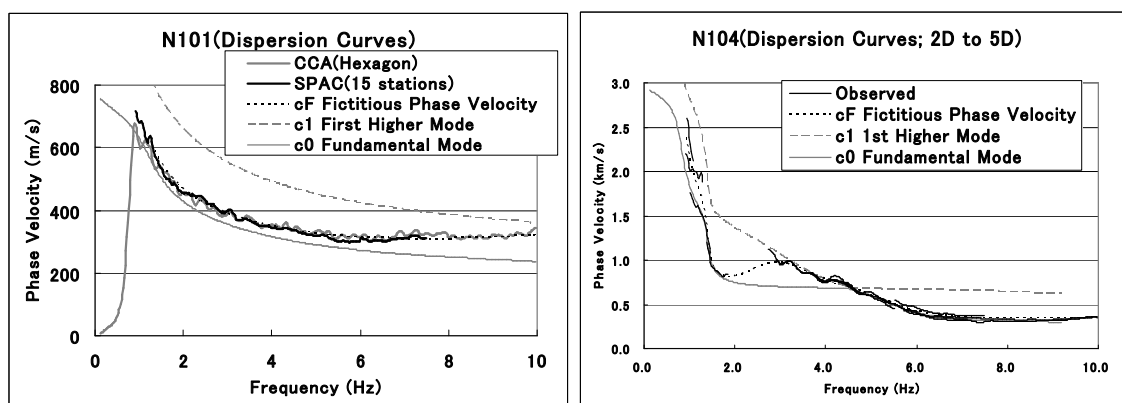 N101(Dispersion Curves)
CCA(Hexagon)
SPAC(15 stations)
cF Fictitious Phase Velocity
c1 First Higher Mode
c0 Fundamental Mode
Phase Velocity (m/s)
800
600
400
200
0
0
2
4
6
8
10
Frequency (Hz)
N104(Dispersion Curves; 2D to 5D)
Observed
cF Fictitious Phase Velocity
c1 1st Higher Mode
c0 Fundamental Mode
Phase Velocity (km/s)
3.0
2.5
2.0
1.5
1.0
0.5
0.0
0.0
2.0
4.0
6.0
8.0
10.0
Frequency (Hz)